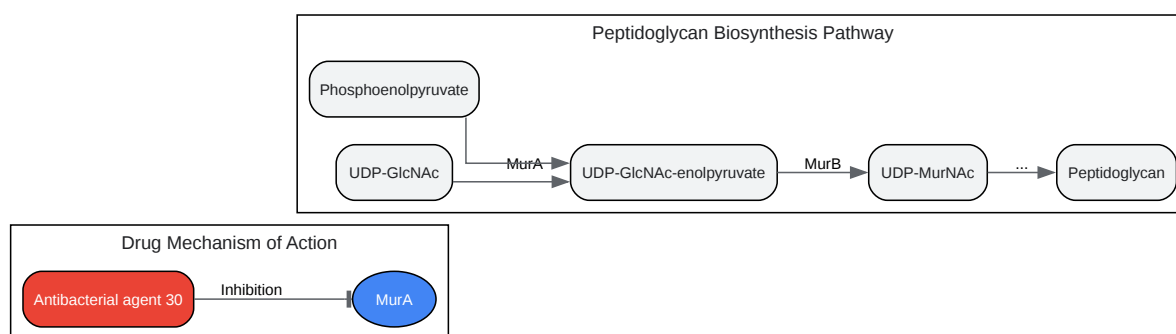 Peptidoglycan Biosynthesis Pathway
Phosphoenolpyruvate
UDP-GlcNAc
MurA
UDP-GlcNAc-enolpyruvate
MurB
UDP-MurNAc
...
Peptidoglycan
Drug Mechanism of Action
Antibacterial agent 30
Inhibition
MurA